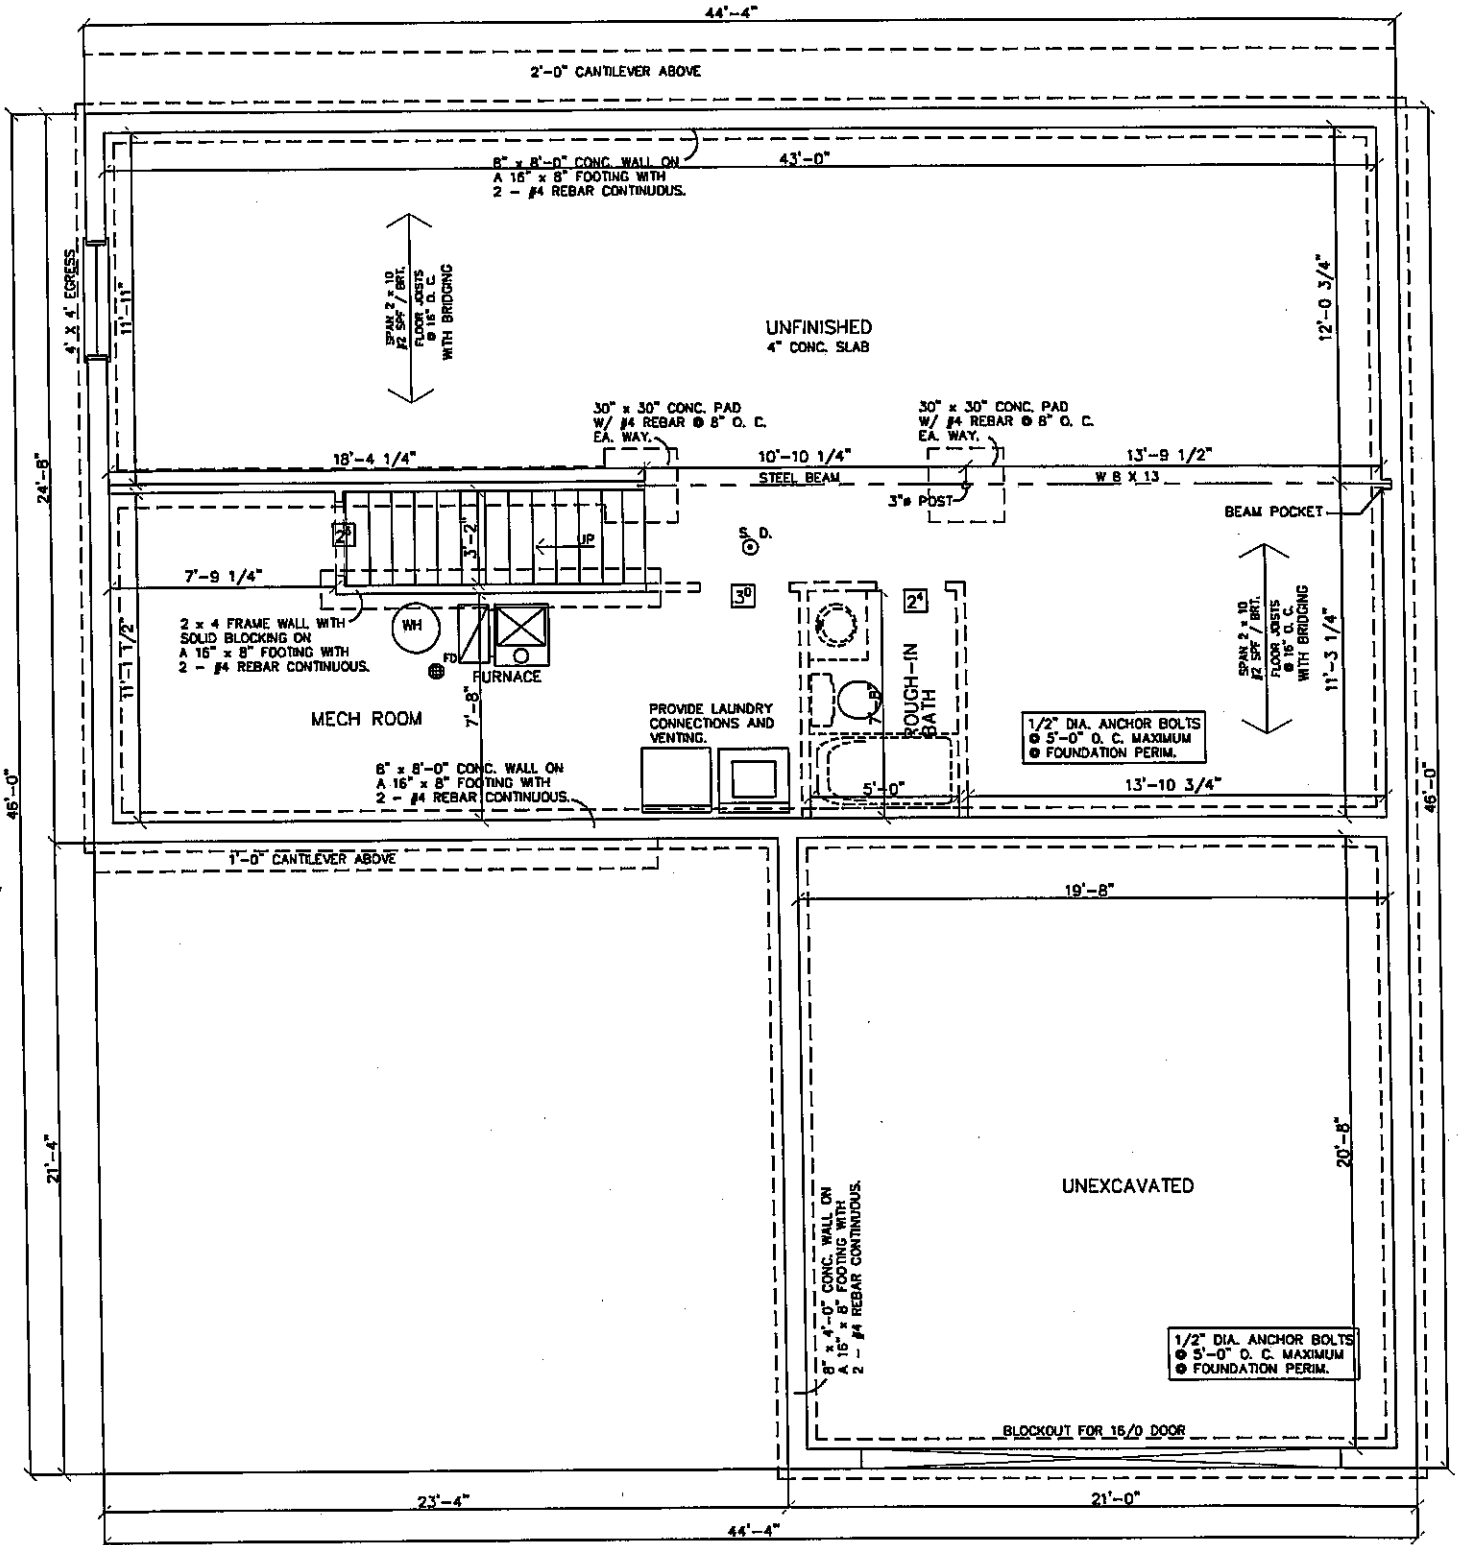 44'-4"
2'-0" CANTILEVER ABOVE
8" x 8'-0" CONC. WALL ON
A 16" x 8" FOOTING WITH
2 - #4 REBAR CONTINUOUS.
43'-0"
4' X 4' EGRESS
11'-11"
SPAN 2 x 10
#2 SPF / BRT.
FLOOR JOISTS
@ 16" O. C.
WITH BRIDGING
UNFINISHED
4" CONC. SLAB
12'-0 3/4"
30" x 30" CONC. PAD
W/ #4 REBAR @ 8" O. C.
EA. WAY.
30" x 30" CONC. PAD
W/ #4 REBAR @ 8" O. C.
EA. WAY.
18'-4 1/4"
10'-10 1/4"
13'-9 1/2"
STEEL BEAM
W 8 X 13
3"ø POST
BEAM POCKET
24'-8"
3'-2"
UP
S. D.
7'-9 1/4"
3⁰
2⁴
2 x 4 FRAME WALL WITH
SOLID BLOCKING ON
A 16" x 8" FOOTING WITH
2 - #4 REBAR CONTINUOUS.
WH
FD
FURNACE
11'-1 1/2"
7'-8"
MECH ROOM
PROVIDE LAUNDRY
CONNECTIONS AND
VENTING.
7'-8"
ROUGH-IN
BATH
SPAN 2 x 10
#2 SPF / BRT.
FLOOR JOISTS
@ 16" O. C.
WITH BRIDGING
11'-3 1/4"
1/2" DIA. ANCHOR BOLTS
@ 5'-0" O. C. MAXIMUM
@ FOUNDATION PERIM.
8" x 8'-0" CONC. WALL ON
A 16" x 8" FOOTING WITH
2 - #4 REBAR CONTINUOUS.
5'-0"
13'-10 3/4"
46'-0"
46'-0"
1'-0" CANTILEVER ABOVE
19'-8"
21'-4"
20'-8"
UNEXCAVATED
8" x 4'-0" CONC. WALL ON
A 16" x 8" FOOTING WITH
2 - #4 REBAR CONTINUOUS.
1/2" DIA. ANCHOR BOLTS
@ 5'-0" O. C. MAXIMUM
@ FOUNDATION PERIM.
BLOCKOUT FOR 16/0 DOOR
23'-4"
21'-0"
44'-4"